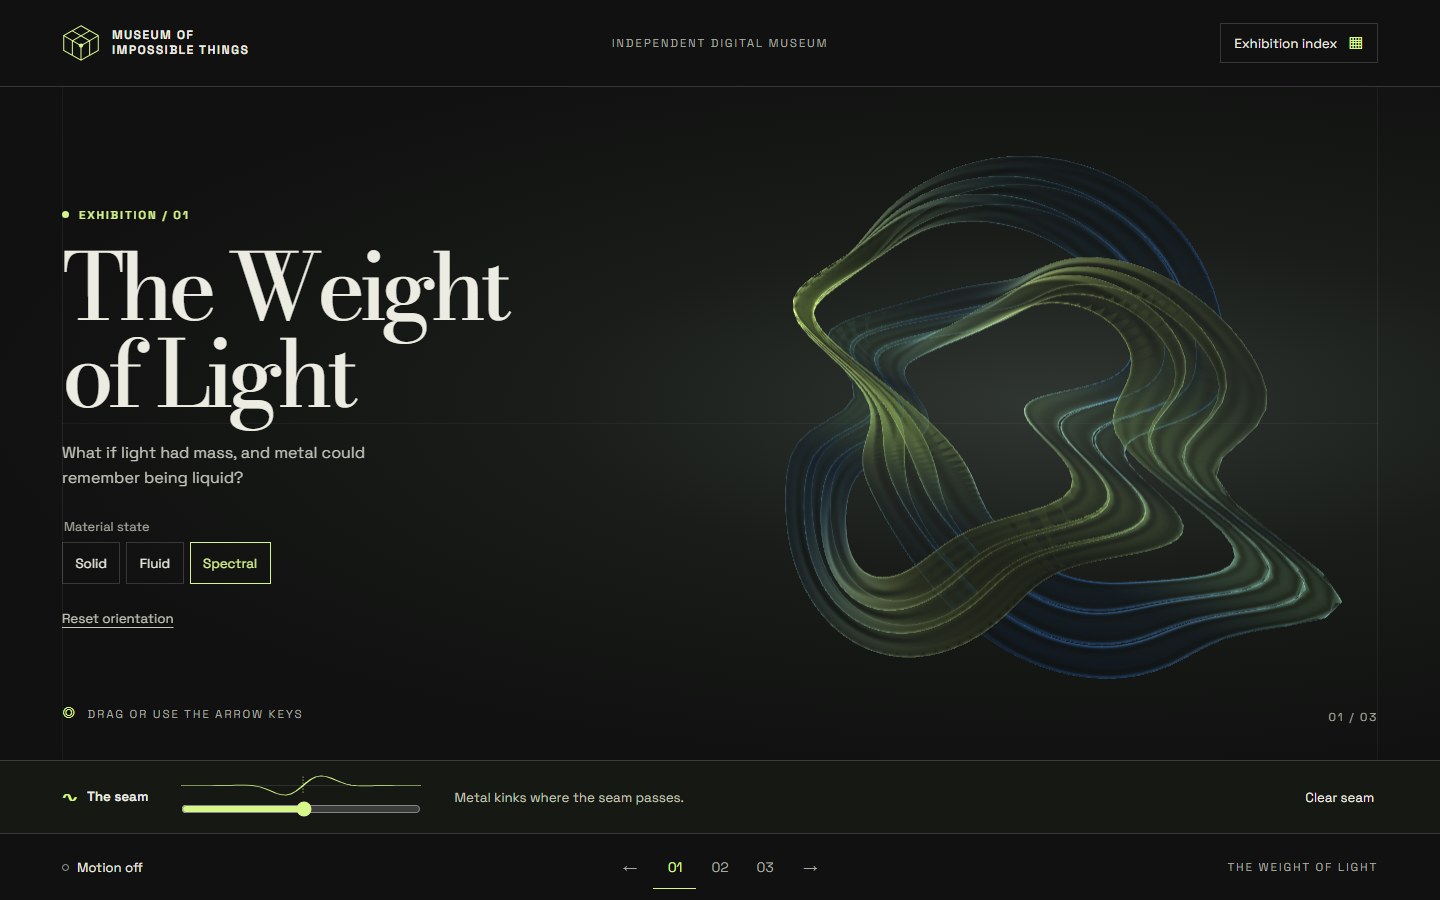 MUSEUM OF
IMPOSSIBLE THINGS
INDEPENDENT DIGITAL MUSEUM
Exhibition index
EXHIBITION / 01
The Weight
of Light
What if light had mass, and metal could
remember being liquid?
Material state
Solid Fluid Spectral
Reset orientation
DRAG OR USE THE ARROW KEYS
01 / 03
The seam
Metal kinks where the seam passes.
Clear seam
Motion off
← 01 02 03 →
THE WEIGHT OF LIGHT